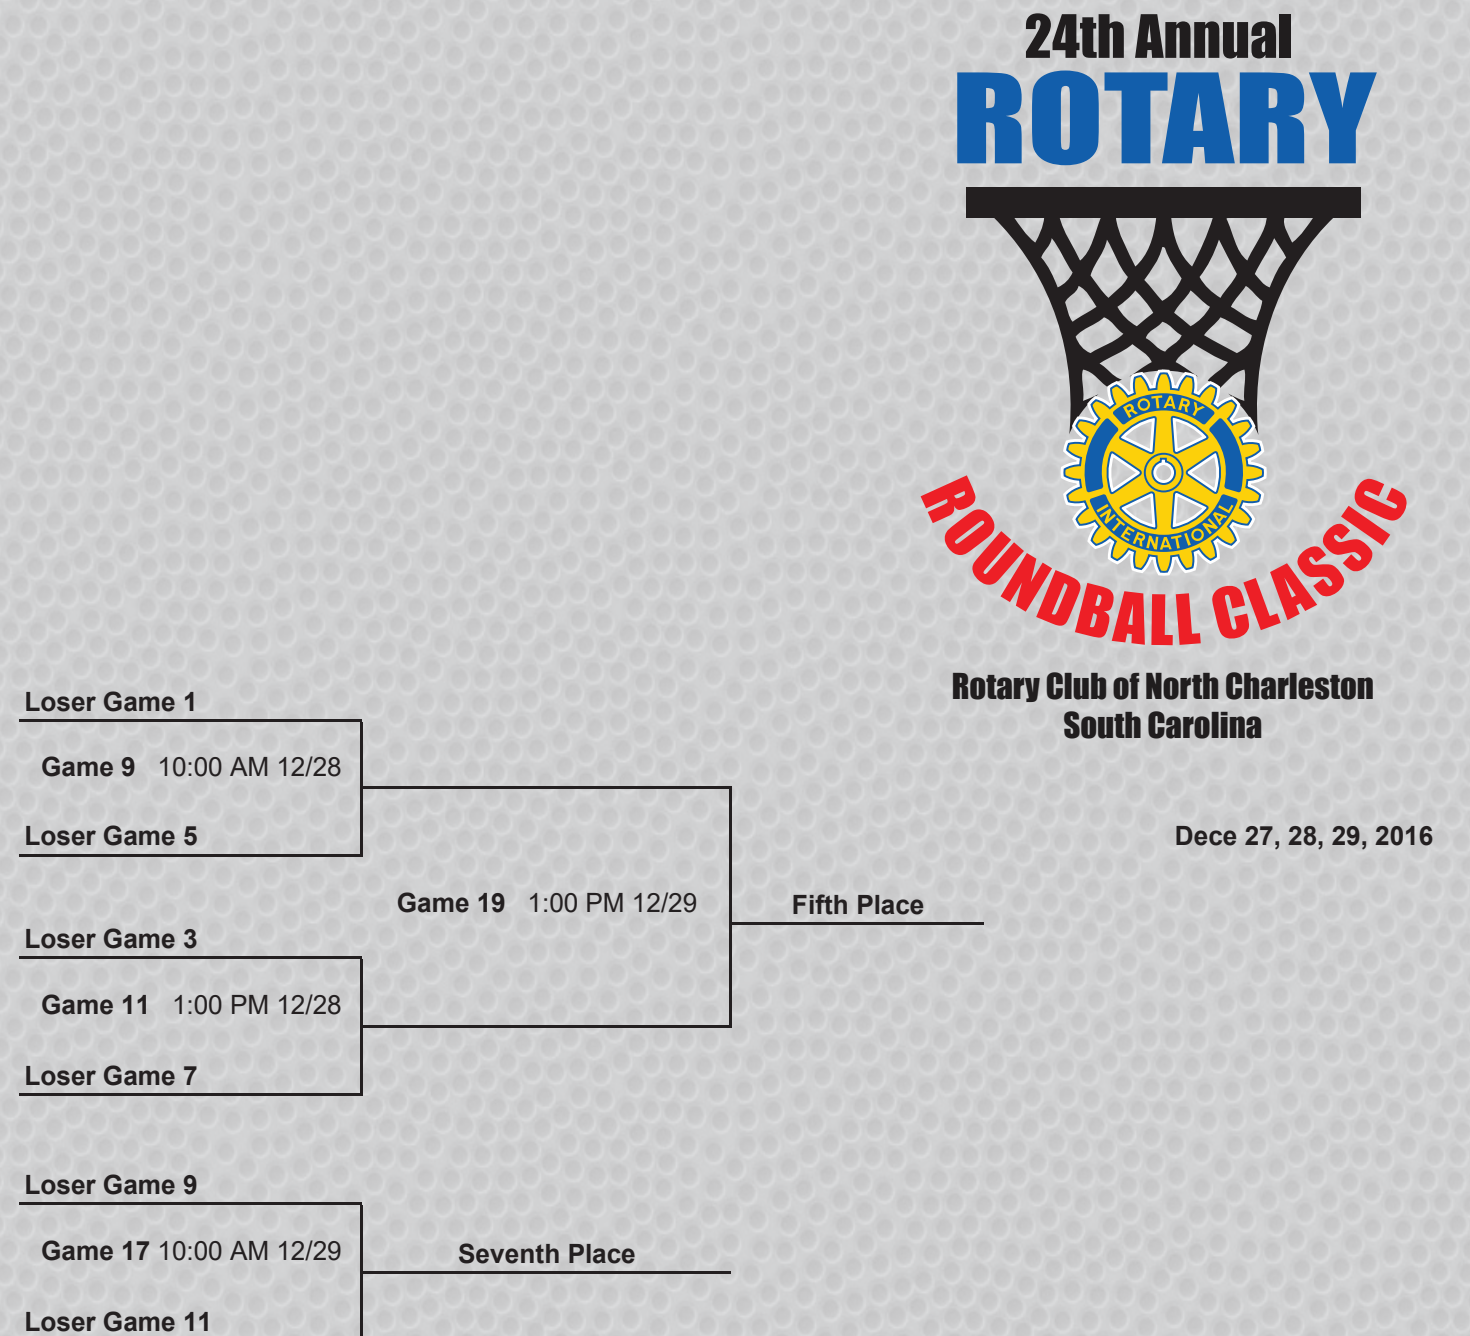 24th Annual
ROTARY
ROTARY
INTERNATIONAL
ROUNDBALL CLASSIC
Rotary Club of North Charleston
South Carolina
Dece 27, 28, 29, 2016
Loser Game 1
Game 9 10:00 AM 12/28
Loser Game 5
Game 19 1:00 PM 12/29
Fifth Place
Loser Game 3
Game 11 1:00 PM 12/28
Loser Game 7
Loser Game 9
Game 17 10:00 AM 12/29
Seventh Place
Loser Game 11